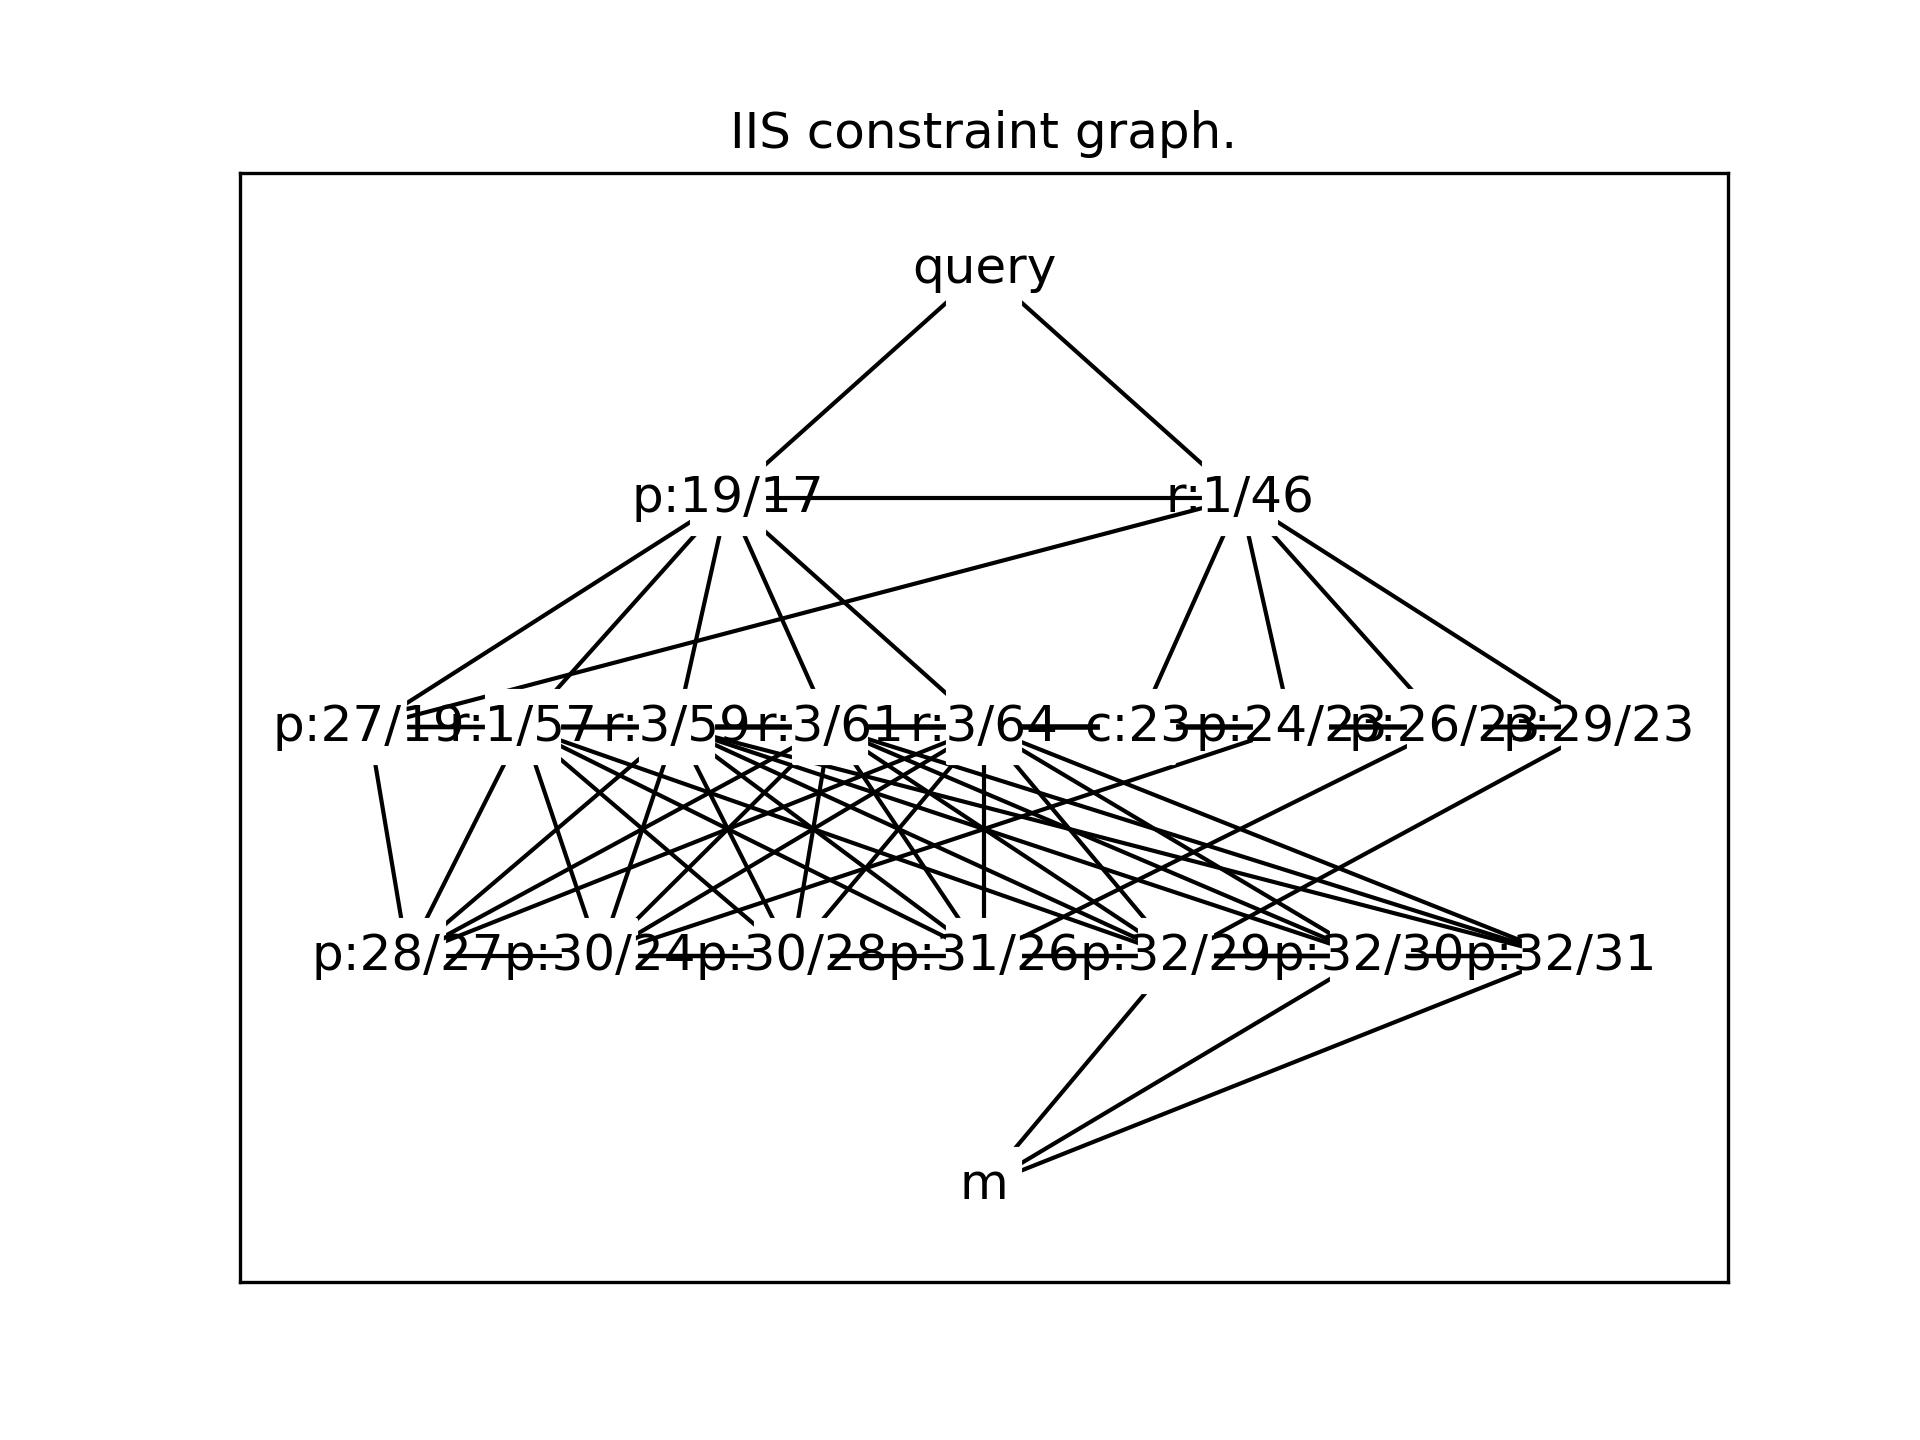 IIS constraint graph.
query
p:19/17 r:1/46
p:27/19 r:1/57 r:3/59 r:3/61 r:3/64 c:23 p:24/23 p:26/23 p:29/23
p:28/27 p:30/24 p:30/28 p:31/26 p:32/29 p:32/30 p:32/31
m